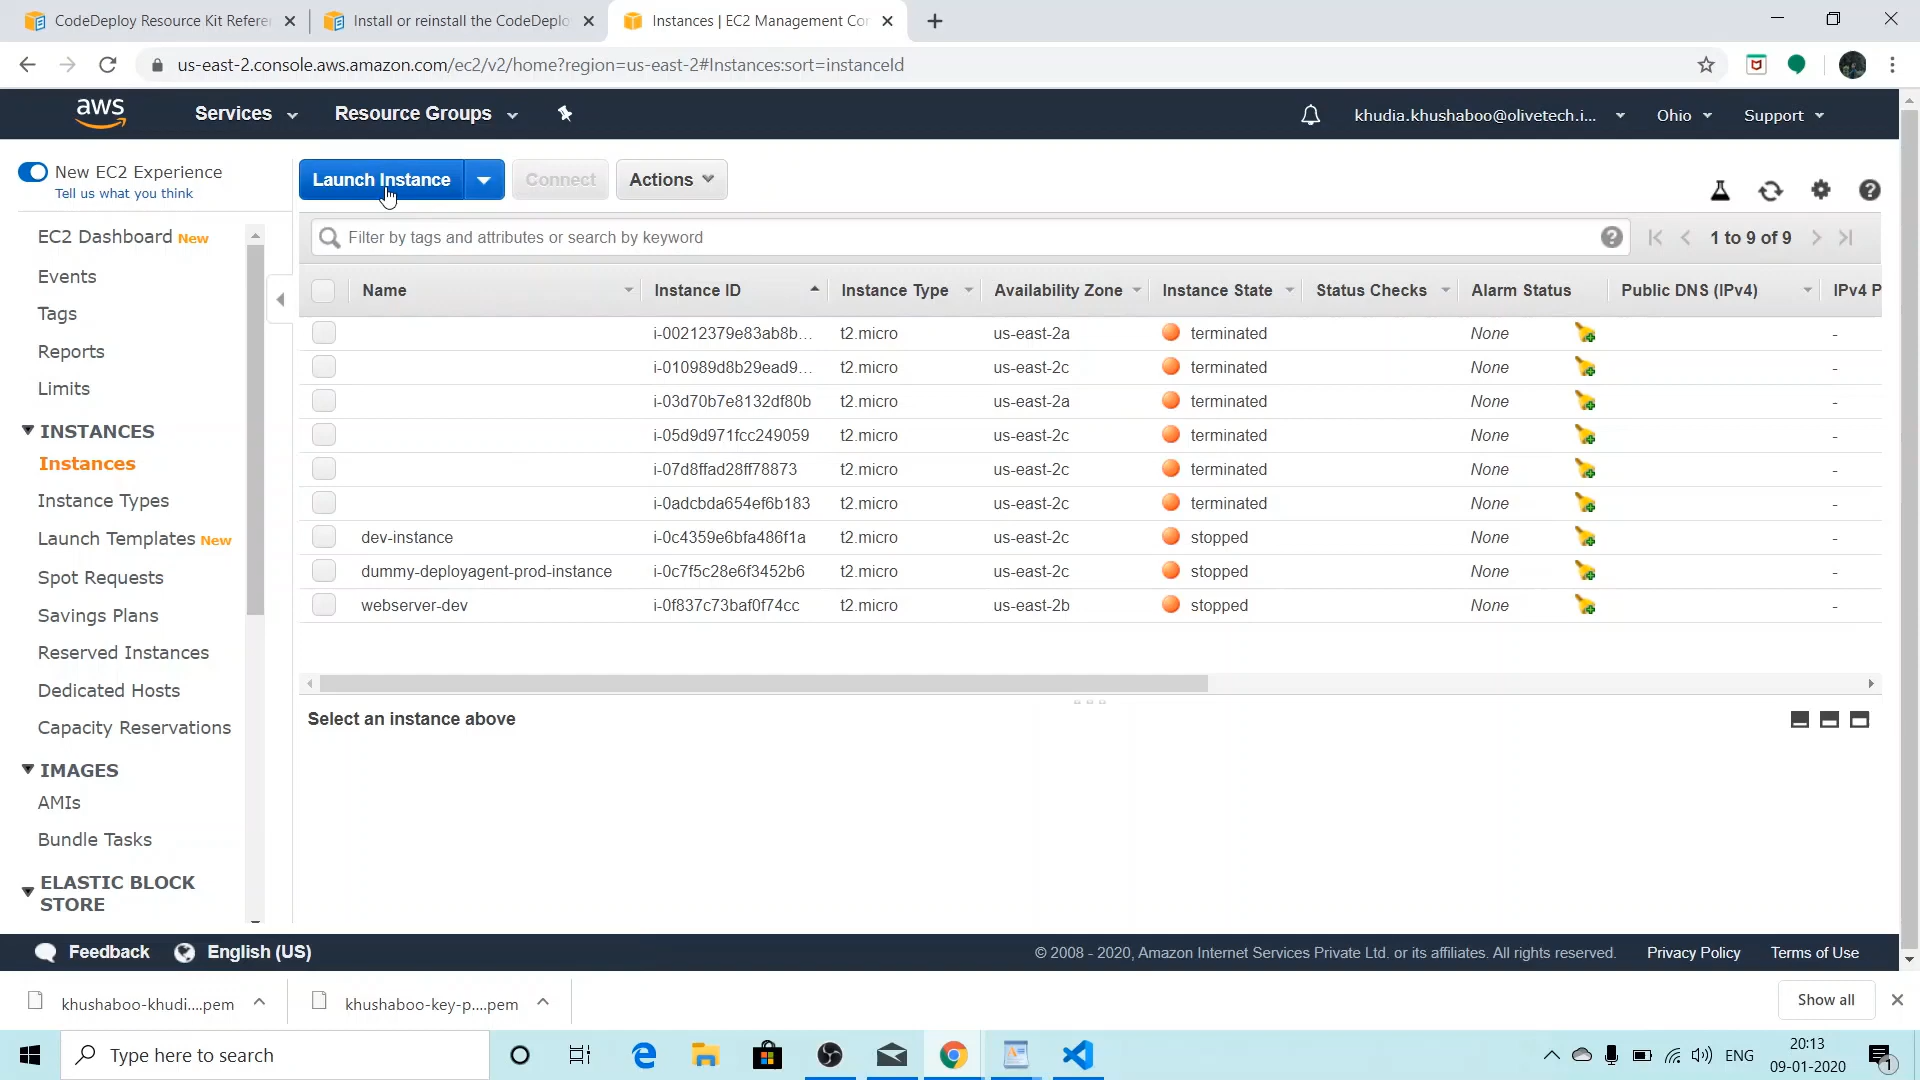 CodeDeploy Resource Kit Refere
Install or reinstall the CodeDeplo
Instances | EC2 Management Co
us-east-2.console.aws.amazon.com/ec2/v2/home?region=us-east-2#Instances:sort=instanceId
aws
Services
Resource Groups
khudia.khushaboo@olivetech.i...
Ohio
Support
New EC2 Experience
Tell us what you think
Launch Instance
Connect
Actions
Filter by tags and attributes or search by keyword
1 to 9 of 9
EC2 Dashboard New
Events
Tags
Reports
Limits
INSTANCES
Instances
Instance Types
Launch Templates New
Spot Requests
Savings Plans
Reserved Instances
Dedicated Hosts
Capacity Reservations
IMAGES
AMIs
Bundle Tasks
ELASTIC BLOCK
STORE
Name Instance ID Instance Type Availability Zone Instance State Status Checks Alarm Status Public DNS (IPv4) IPv4 P
i-00212379e83ab8b... t2.micro us-east-2a terminated None -
i-010989d8b29ead9... t2.micro us-east-2c terminated None -
i-03d70b7e8132df80b t2.micro us-east-2a terminated None -
i-05d9d971fcc249059 t2.micro us-east-2c terminated None -
i-07d8ffad28ff78873 t2.micro us-east-2c terminated None -
i-0adcbda654ef6b183 t2.micro us-east-2c terminated None -
dev-instance i-0c4359e6bfa486f1a t2.micro us-east-2c stopped None -
dummy-deployagent-prod-instance i-0c7f5c28e6f3452b6 t2.micro us-east-2c stopped None -
webserver-dev i-0f837c73baf0f74cc t2.micro us-east-2b stopped None -
Select an instance above
Feedback
English (US)
© 2008 - 2020, Amazon Internet Services Private Ltd. or its affiliates. All rights reserved.
Privacy Policy
Terms of Use
khushaboo-khudi....pem
khushaboo-key-p....pem
Show all
Type here to search
ENG
20:13
09-01-2020
1